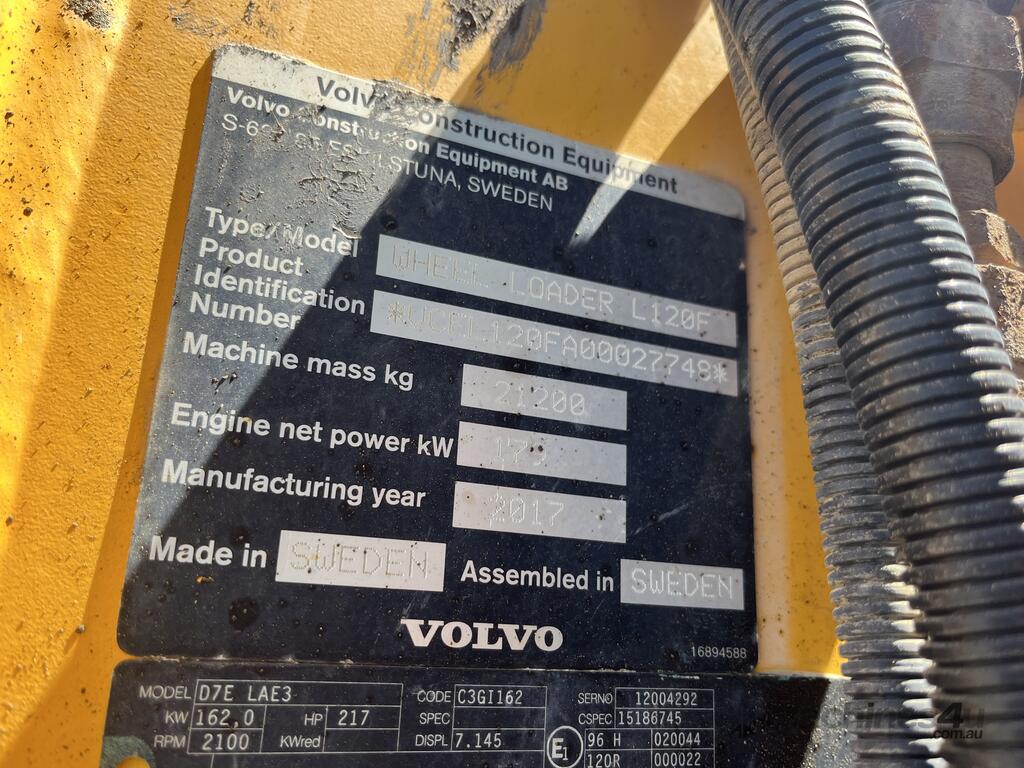 Volvo Construction Equipment
Volvo Construction Equipment AB
ESKILSTUNA, SWEDEN
Type/Model WHEEL LOADER L120F
Product
Identification
Number *VCEL120FA00027748*
Machine mass kg 21200
Engine net power kW
Manufacturing year 2017
Made in SWEDEN Assembled in SWEDEN
VOLVO
16894588
MODEL D7E LAE3 CODE C3GI162 SERNO 12004292
KW 162,0 HP 217 SPEC CSPEC 15186745
RPM 2100 KWred DISPL 7.145 E1 96 H 020044
120R 000022
4u
.com.au